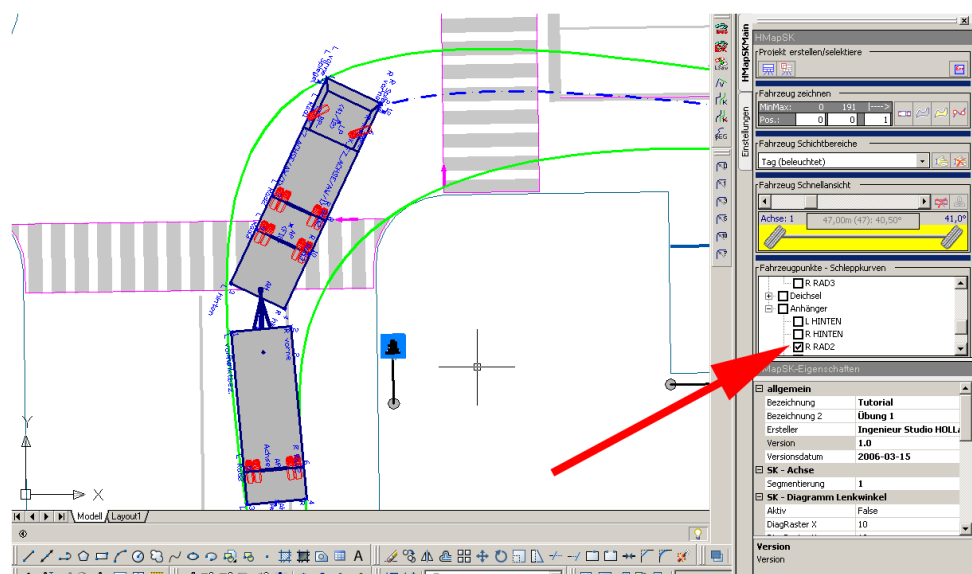 HMapSK
Projekt erstellen/selektiere
Fahrzeug zeichnen
MinMax: 0 191 |--->
Pos.: 0 0 1
Fahrzeug Schichtbereiche
Tag (beleuchtet)
Fahrzeug Schnellansicht
Achse: 1 47,00m (47): 40,50° 41,0°
Fahrzeugpunkte - Schleppkurven
R RAD3
Deichsel
Anhänger
L HINTEN
R HINTEN
R RAD2
HMapSK-Eigenschaften
allgemein
Bezeichnung Tutorial
Bezeichnung 2 Übung 1
Ersteller Ingenieur Studio HOLL
Version 1.0
Versionsdatum 2006-03-15
SK - Achse
Segmentierung 1
SK - Diagramm Lenkwinkel
Aktiv False
DiagRaster X 10
Version
Version
HMapSKMain
Einstellungen
REG
Y
X
Modell Layout1
A